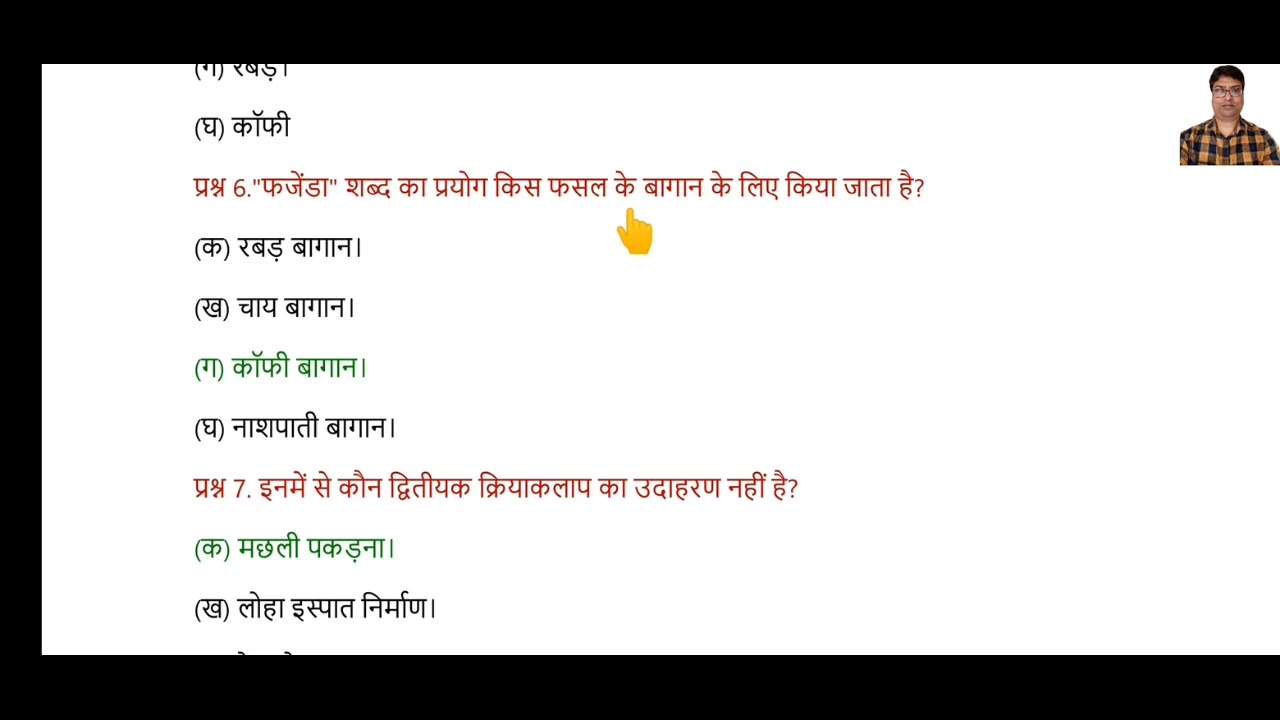 (ग) रबड़।
(घ) कॉफी
प्रश्न 6."फजेंडा" शब्द का प्रयोग किस फसल के बागान के लिए किया जाता है?
(क) रबड़ बागान।
(ख) चाय बागान।
(ग) कॉफी बागान।
(घ) नाशपाती बागान।
प्रश्न 7. इनमें से कौन द्वितीयक क्रियाकलाप का उदाहरण नहीं है?
(क) मछली पकड़ना।
(ख) लोहा इस्पात निर्माण।